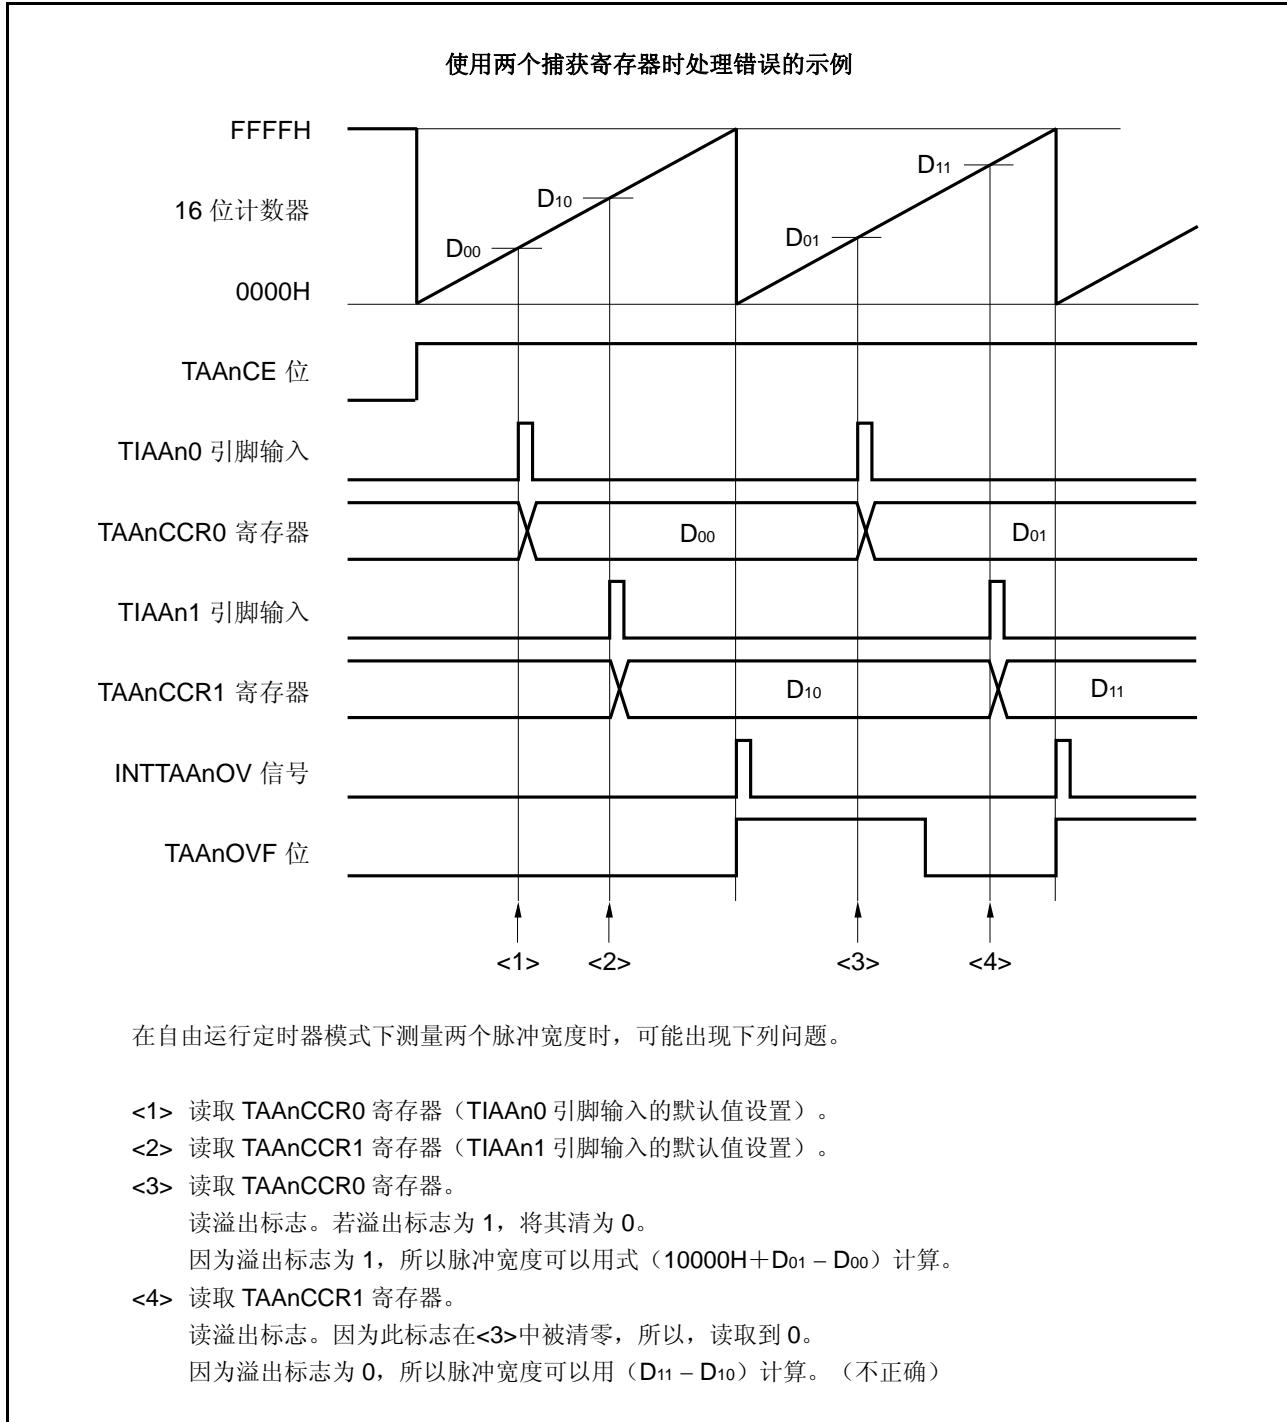 使用两个捕获寄存器时处理错误的示例
FFFFH
16 位计数器
0000H
D00
D10
D01
D11
TAAnCE 位
TIAAn0 引脚输入
TAAnCCR0 寄存器
D00
D01
TIAAn1 引脚输入
TAAnCCR1 寄存器
D10
D11
INTTAAnOV 信号
TAAnOVF 位
<1> <2> <3> <4>
在自由运行定时器模式下测量两个脉冲宽度时，可能出现下列问题。
<1> 读取 TAAnCCR0 寄存器（TIAAn0 引脚输入的默认值设置）。
<2> 读取 TAAnCCR1 寄存器（TIAAn1 引脚输入的默认值设置）。
<3> 读取 TAAnCCR0 寄存器。
读溢出标志。若溢出标志为 1，将其清为 0。
因为溢出标志为 1，所以脉冲宽度可以用式（10000H＋D01 – D00）计算。
<4> 读取 TAAnCCR1 寄存器。
读溢出标志。因为此标志在<3>中被清零，所以，读取到 0。
因为溢出标志为 0，所以脉冲宽度可以用（D11 – D10）计算。（不正确）